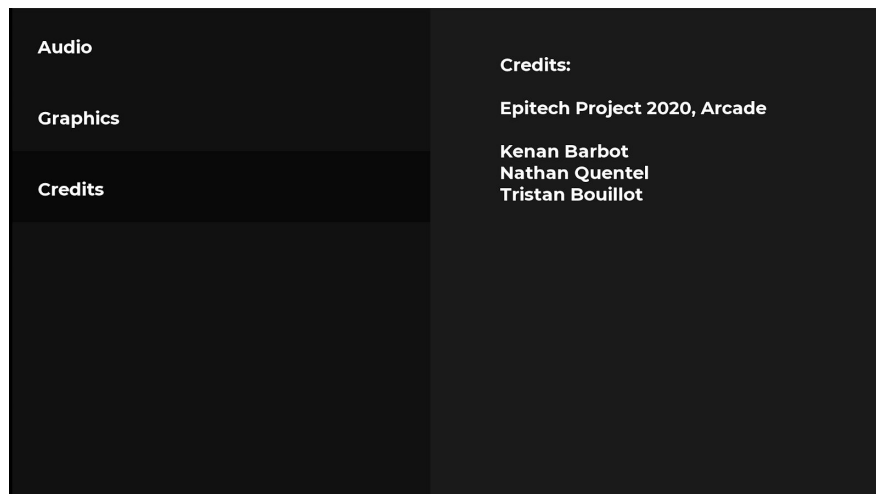 Audio
Graphics
Credits
Credits:
Epitech Project 2020, Arcade
Kenan Barbot
Nathan Quentel
Tristan Bouillot